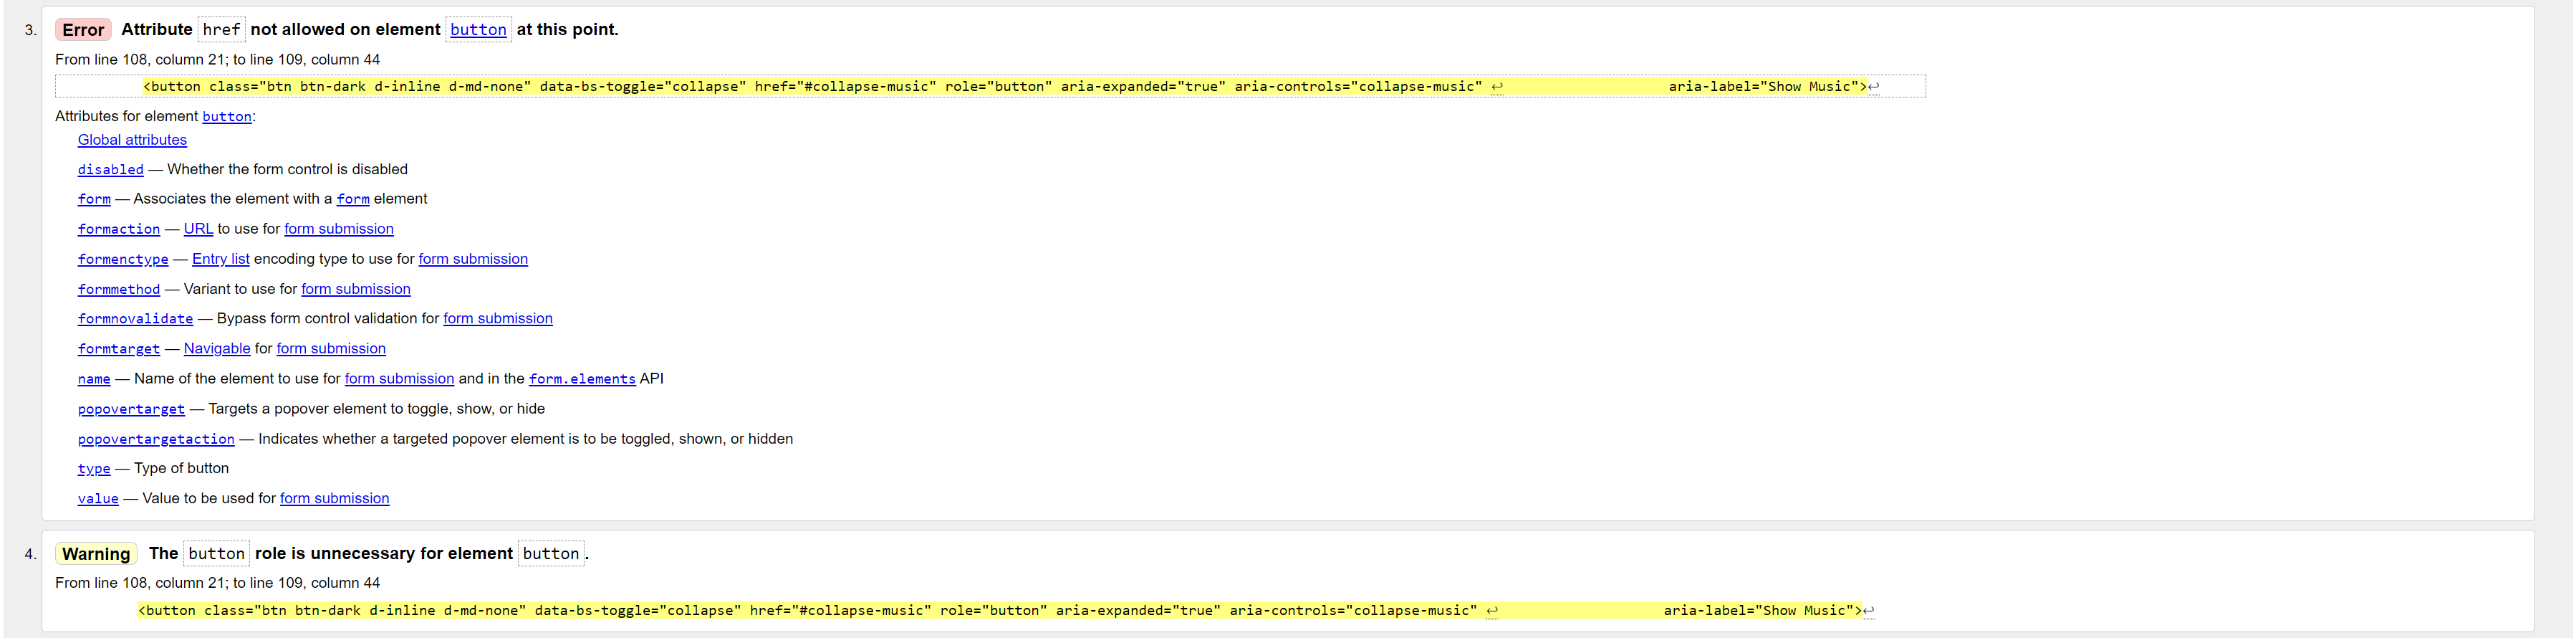 3. Error Attribute href not allowed on element button at this point.
From line 108, column 21; to line 109, column 44
<button class="btn btn-dark d-inline d-md-none" data-bs-toggle="collapse" href="#collapse-music" role="button" aria-expanded="true" aria-controls="collapse-music" ↩ aria-label="Show Music">↩
Attributes for element button:
Global attributes
disabled — Whether the form control is disabled
form — Associates the element with a form element
formaction — URL to use for form submission
formenctype — Entry list encoding type to use for form submission
formmethod — Variant to use for form submission
formnovalidate — Bypass form control validation for form submission
formtarget — Navigable for form submission
name — Name of the element to use for form submission and in the form.elements API
popovertarget — Targets a popover element to toggle, show, or hide
popovertargetaction — Indicates whether a targeted popover element is to be toggled, shown, or hidden
type — Type of button
value — Value to be used for form submission
4. Warning The button role is unnecessary for element button.
From line 108, column 21; to line 109, column 44
<button class="btn btn-dark d-inline d-md-none" data-bs-toggle="collapse" href="#collapse-music" role="button" aria-expanded="true" aria-controls="collapse-music" ↩ aria-label="Show Music">↩